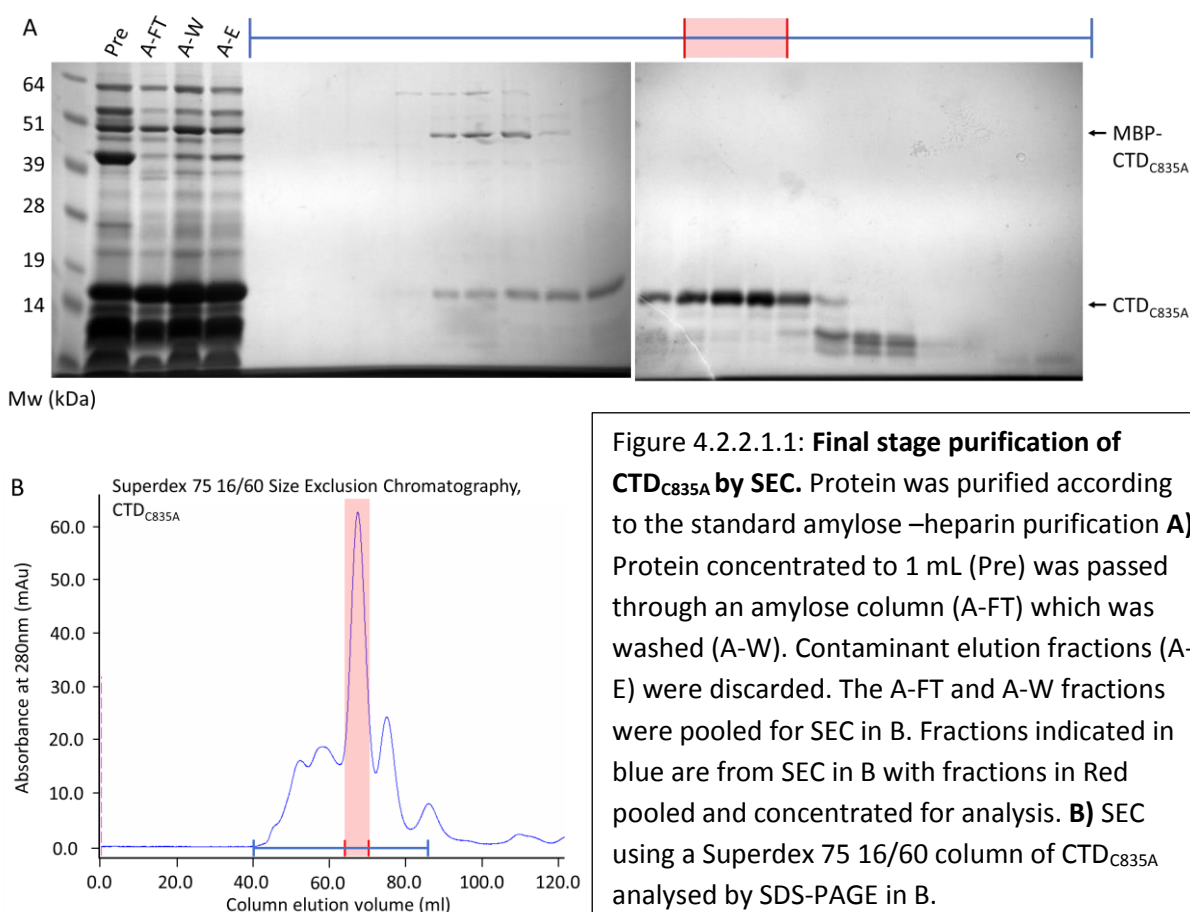 A
Pre
A-FT
A-W
A-E
64
51
39
28
19
14
Mw (kDa)
MBP-
CTDC835A
CTDC835A
B
Superdex 75 16/60 Size Exclusion Chromatography,
CTDC835A
Absorbance at 280nm (mAu)
60.0
50.0
40.0
30.0
20.0
10.0
0.0
0.0 20.0 40.0 60.0 80.0 100.0 120.0
Column elution volume (ml)
Figure 4.2.2.1.1: Final stage purification of
CTDC835A by SEC. Protein was purified according
to the standard amylose –heparin purification A)
Protein concentrated to 1 mL (Pre) was passed
through an amylose column (A-FT) which was
washed (A-W). Contaminant elution fractions (A-
E) were discarded. The A-FT and A-W fractions
were pooled for SEC in B. Fractions indicated in
blue are from SEC in B with fractions in Red
pooled and concentrated for analysis. B) SEC
using a Superdex 75 16/60 column of CTDC835A
analysed by SDS-PAGE in B.